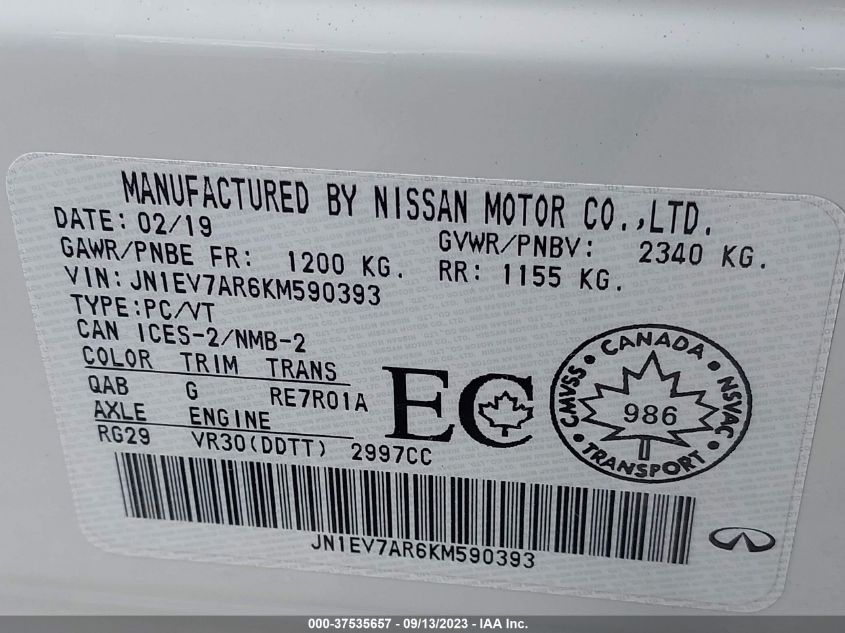 MANUFACTURED BY NISSAN MOTOR CO.,LTD.
DATE: 02/19 GVWR/PNBV: 2340 KG.
GAWR/PNBE FR: 1200 KG. RR: 1155 KG.
VIN: JN1EV7AR6KM590393
TYPE:PC/VT
CAN ICES-2/NMB-2
COLOR TRIM TRANS
QAB G RE7R01A
AXLE ENGINE
RG29 VR30(DDTT) 2997CC
EC
CANADA
CMVSS • NSVAC
986
TRANSPORT
JN1EV7AR6KM590393
000-37535657 - 09/13/2023 - IAA Inc.